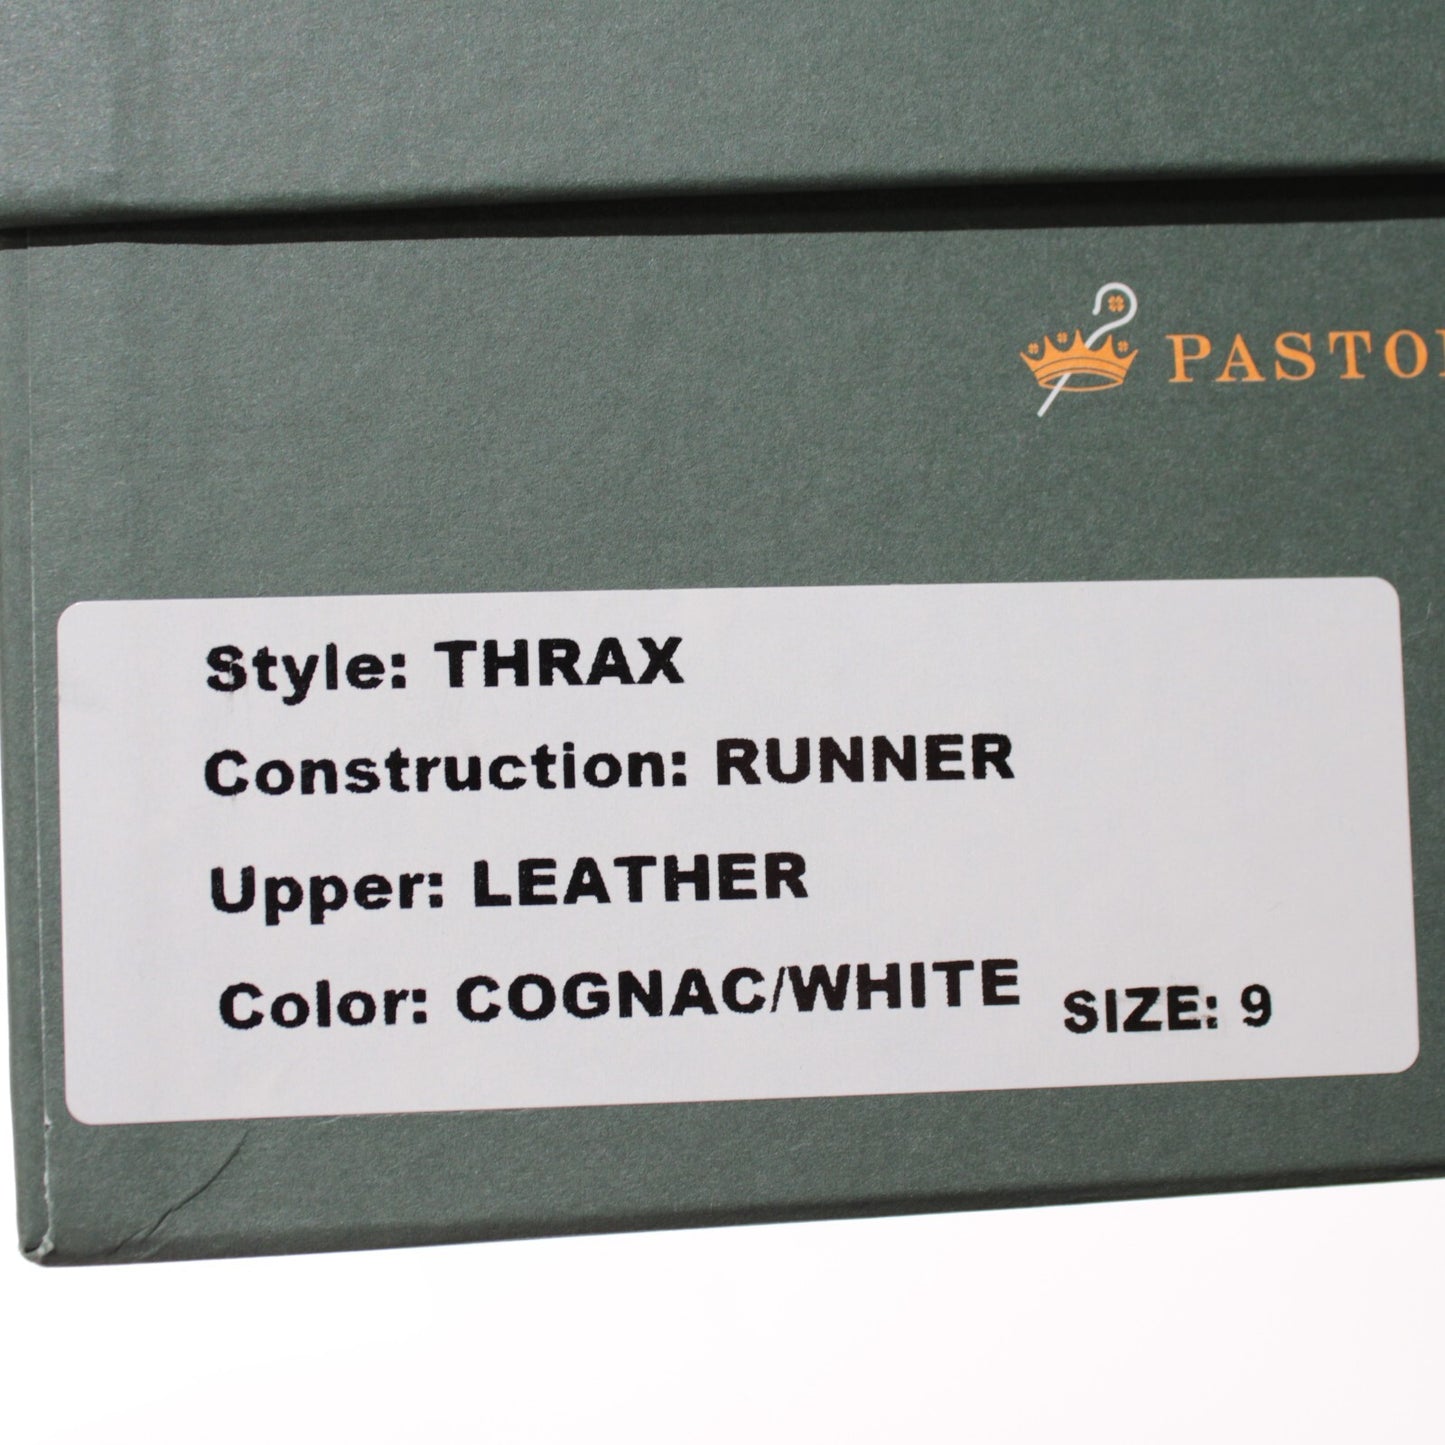 PASTO
Style: THRAX
Construction: RUNNER
Upper: LEATHER
Color: COGNAC/WHITE SIZE: 9